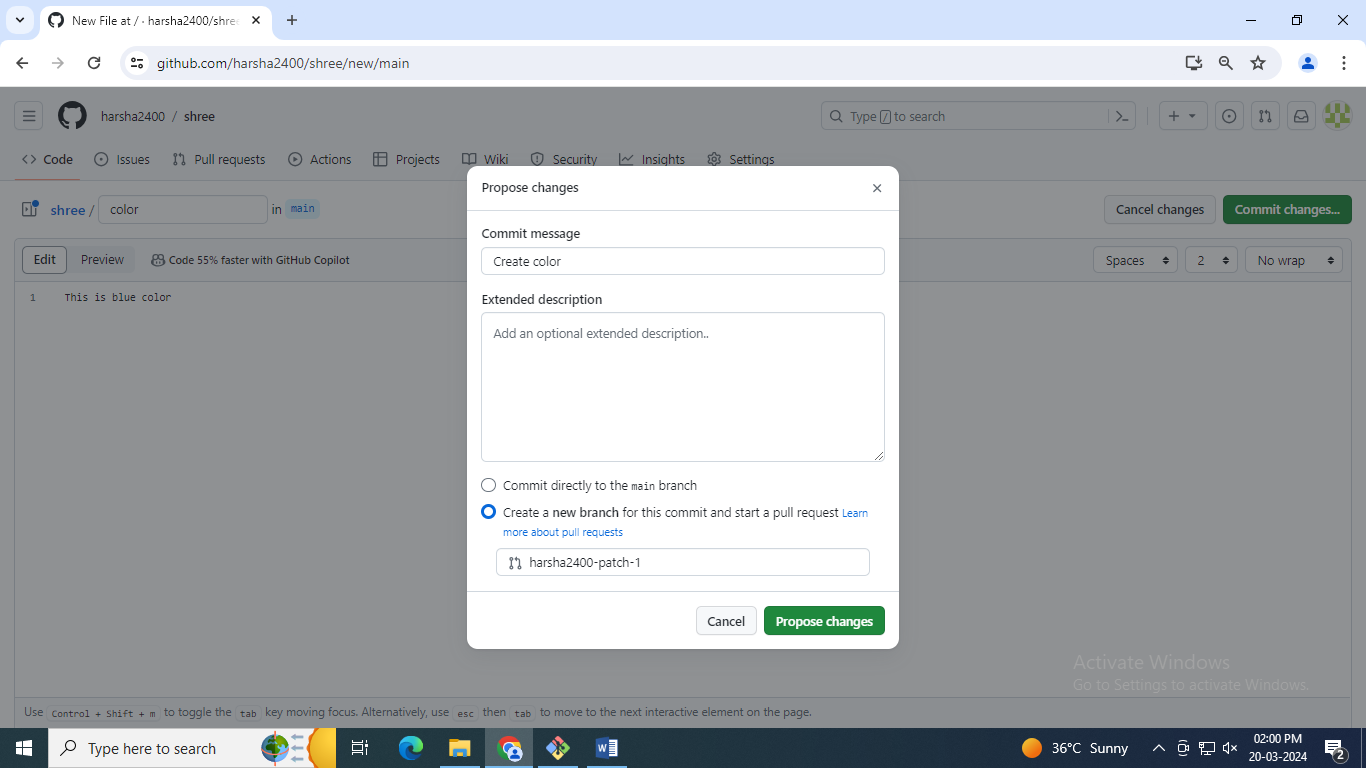 New File at / · harsha2400/shre
github.com/harsha2400/shree/new/main
harsha2400 / shree
Type / to search
Code
Issues
Pull requests
Actions
Projects
Wiki
Security
Insights
Settings
shree / color in main
Cancel changes
Commit changes...
Edit
Preview
Code 55% faster with GitHub Copilot
Spaces
2
No wrap
1 This is blue color
Propose changes
Commit message
Create color
Extended description
Add an optional extended description..
Commit directly to the main branch
Create a new branch for this commit and start a pull request Learn
more about pull requests
harsha2400-patch-1
Cancel
Propose changes
Activate Windows
Go to Settings to activate Windows.
Use Control + Shift + m to toggle the tab key moving focus. Alternatively, use esc then tab to move to the next interactive element on the page.
Type here to search
36°C Sunny
02:00 PM
20-03-2024
2